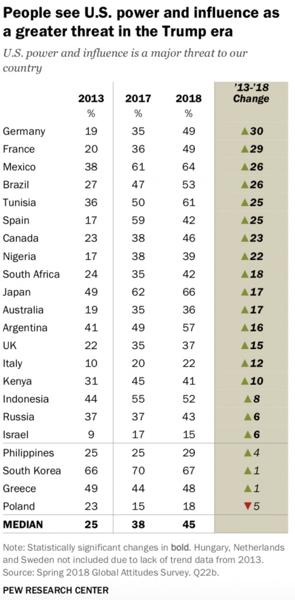 People see U.S. power and influence as
a greater threat in the Trump era
U.S. power and influence is a major threat to our
country
'13-'18
2013 2017 2018 Change
% % %
Germany 19 35 49 ▲30
France 20 36 49 ▲29
Mexico 38 61 64 ▲26
Brazil 27 47 53 ▲26
Tunisia 36 50 61 ▲25
Spain 17 59 42 ▲25
Canada 23 38 46 ▲23
Nigeria 17 38 39 ▲22
South Africa 24 35 42 ▲18
Japan 49 62 66 ▲17
Australia 19 35 36 ▲17
Argentina 41 49 57 ▲16
UK 22 35 37 ▲15
Italy 10 20 22 ▲12
Kenya 31 45 41 ▲10
Indonesia 44 55 52 ▲8
Russia 37 37 43 ▲6
Israel 9 17 15 ▲6
Philippines 25 25 29 ▲4
South Korea 66 70 67 ▲1
Greece 49 44 48 ▲1
Poland 23 15 18 ▼5
MEDIAN 25 38 45
Note: Statistically significant changes in bold. Hungary, Netherlands
and Sweden not included due to lack of trend data from 2013.
Source: Spring 2018 Global Attitudes Survey. Q22b.
PEW RESEARCH CENTER